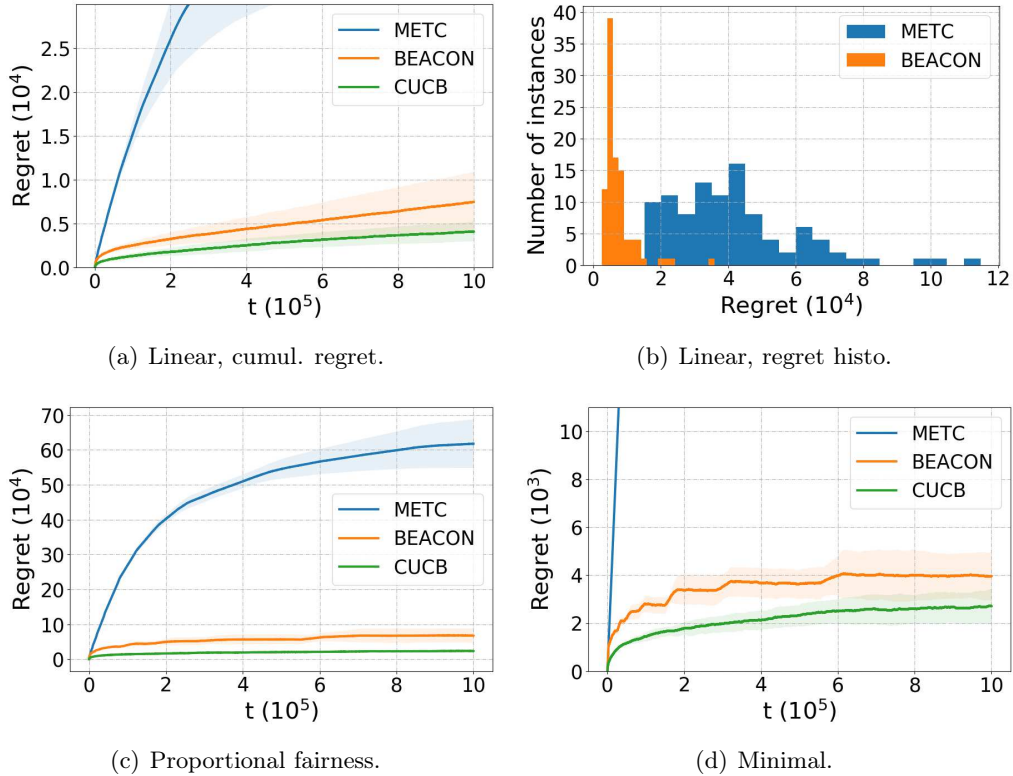 METC
BEACON
CUCB
Regret (10^4)
2.5
2.0
1.5
1.0
0.5
0.0
0 2 4 6 8 10
t (10^5)
(a) Linear, cumul. regret.
METC
BEACON
Number of instances
40
35
30
25
20
15
10
5
0
0 2 4 6 8 10 12
Regret (10^4)
(b) Linear, regret histo.
METC
BEACON
CUCB
Regret (10^4)
70
60
50
40
30
20
10
0
0 2 4 6 8 10
t (10^5)
(c) Proportional fairness.
METC
BEACON
CUCB
Regret (10^3)
10
8
6
4
2
0
0 2 4 6 8 10
t (10^5)
(d) Minimal.